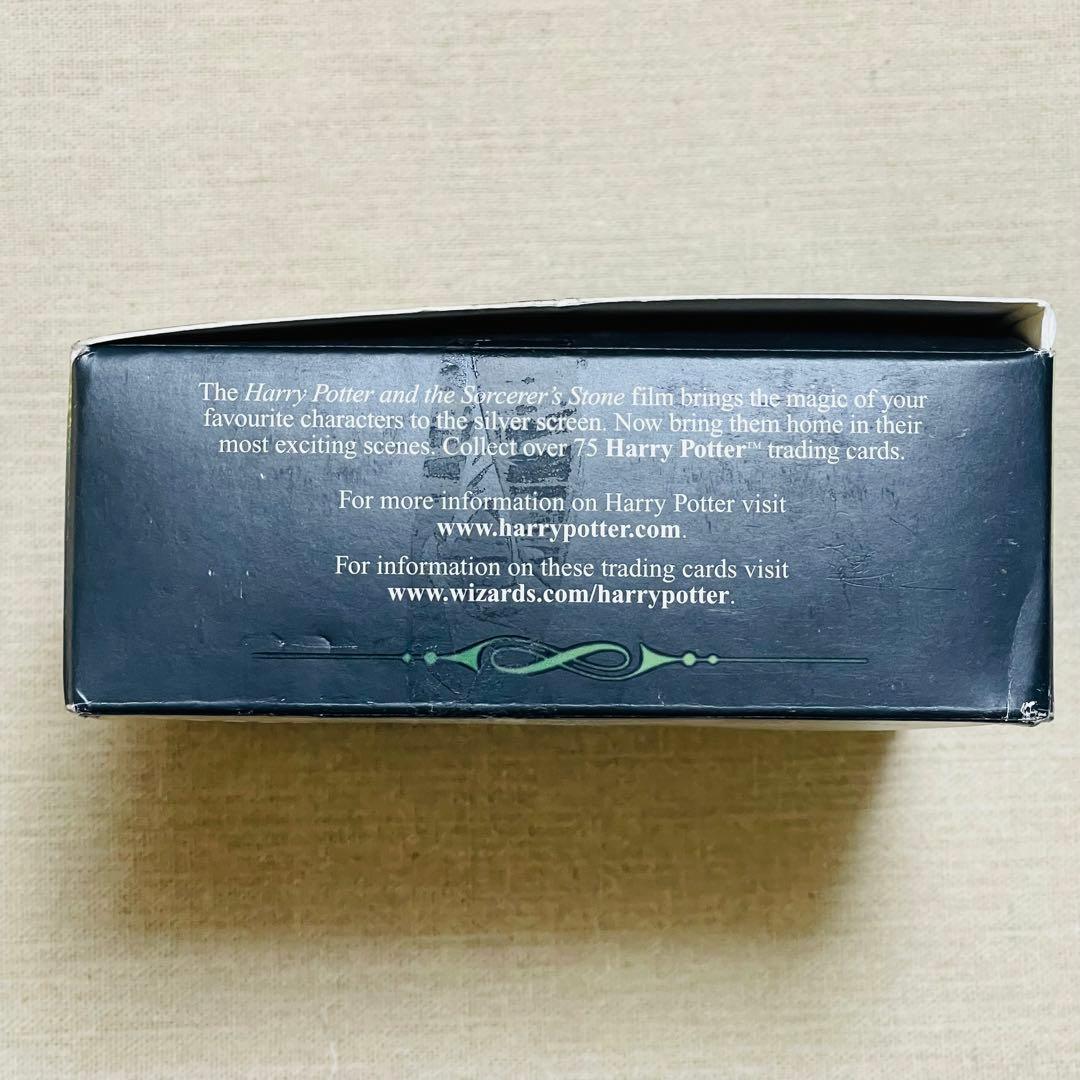 The Harry Potter and the Sorcerer's Stone film brings the magic of your
favourite characters to the silver screen. Now bring them home in their
most exciting scenes. Collect over 75 Harry Potter™ trading cards.
For more information on Harry Potter visit
www.harrypotter.com.
For information on these trading cards visit
www.wizards.com/harrypotter.